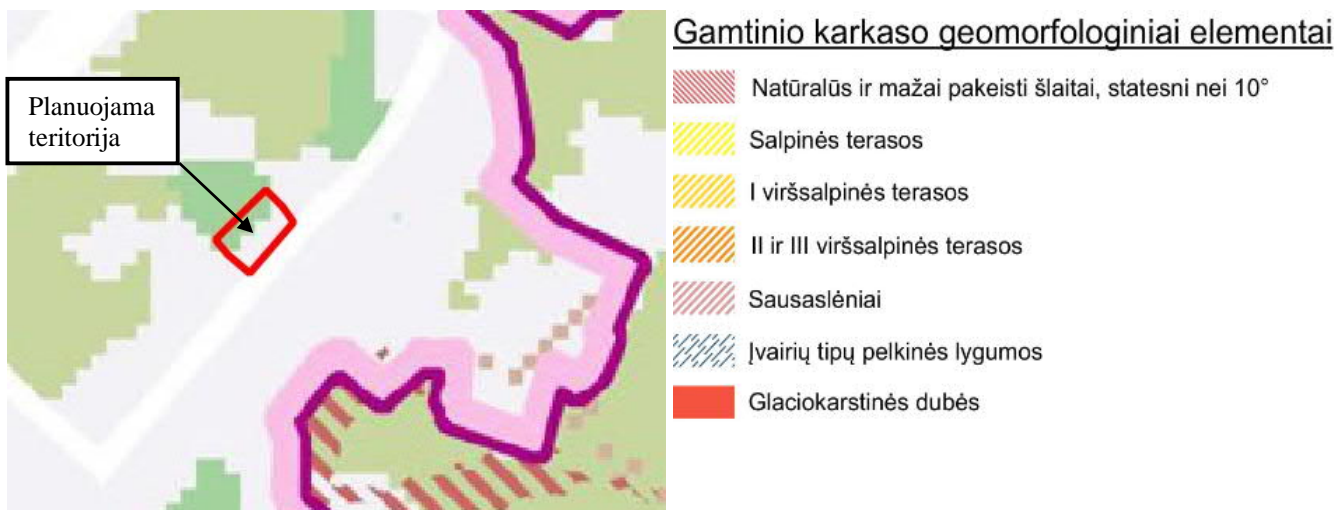 Planuojama
teritorija
Gamtinio karkaso geomorfologiniai elementai
Natūralūs ir mažai pakeisti šlaitai, statesni nei 10°
Salpinės terasos
I viršsalpinės terasos
II ir III viršsalpinės terasos
Sausaslėniai
Įvairių tipų pelkinės lygumos
Glaciokarstinės dubės